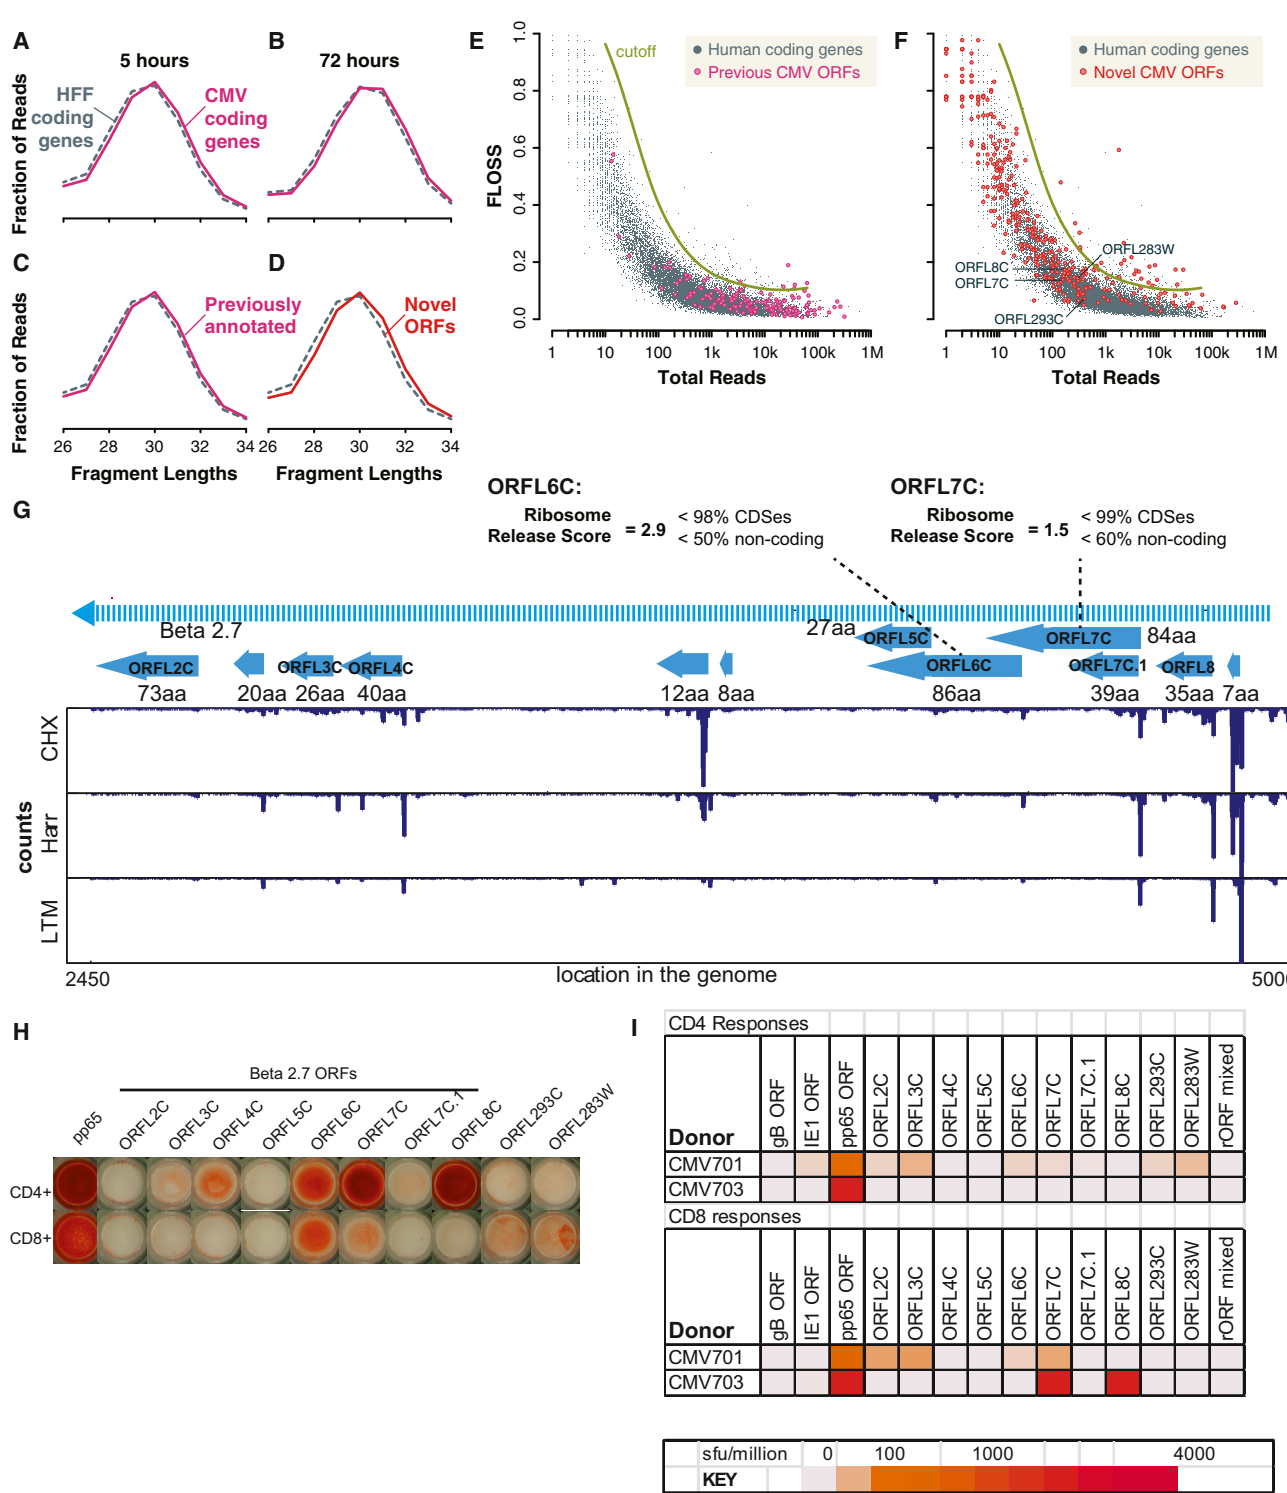 A
B
5 hours
72 hours
Fraction of Reads
HFF
coding
genes
CMV
coding
genes
C
D
Fraction of Reads
Previously
annotated
Novel
ORFs
26 28 30 32 34
26 28 30 32 34
Fragment Lengths
Fragment Lengths
E
FLOSS
1.0
0.8
0.6
0.4
0.2
0.0
cutoff
Human coding genes
Previous CMV ORFs
1 10 100 1k 10k 100k 1M
Total Reads
F
Human coding genes
Novel CMV ORFs
ORFL283W
ORFL8C
ORFL7C
ORFL293C
1 10 100 1k 10k 100k 1M
Total Reads
G
ORFL6C:
Ribosome
Release Score
= 2.9
< 98% CDSes
< 50% non-coding
ORFL7C:
Ribosome
Release Score
= 1.5
< 99% CDSes
< 60% non-coding
Beta 2.7
27aa
ORFL5C
ORFL7C
84aa
ORFL2C
ORFL3C
ORFL4C
ORFL6C
ORFL7C.1
ORFL8
73aa
20aa
26aa
40aa
12aa
8aa
86aa
39aa
35aa
7aa
counts
CHX
Harr
LTM
2450
location in the genome
500
H
Beta 2.7 ORFs
pp65
ORFL2C
ORFL3C
ORFL4C
ORFL5C
ORFL6C
ORFL7C
ORFL7C.1
ORFL8C
ORFL293C
ORFL283W
CD4+
CD8+
I
CD4 Responses
Donor
gB ORF
IE1 ORF
pp65 ORF
ORFL2C
ORFL3C
ORFL4C
ORFL5C
ORFL6C
ORFL7C
ORFL7C.1
ORFL8C
ORFL293C
ORFL283W
rORF mixed
CMV701
CMV703
CD8 responses
Donor
gB ORF
IE1 ORF
pp65 ORF
ORFL2C
ORFL3C
ORFL4C
ORFL5C
ORFL6C
ORFL7C
ORFL7C.1
ORFL8C
ORFL293C
ORFL283W
rORF mixed
CMV701
CMV703
sfu/million 0 100 1000 4000
KEY